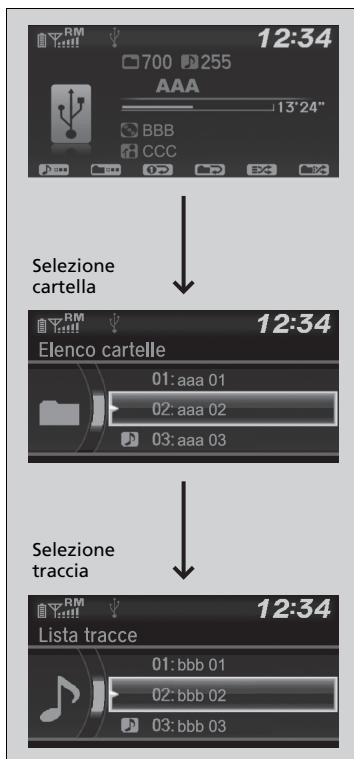 RM
12:34
700 255
AAA
13'24"
BBB
CCC
Selezione
cartella
RM
12:34
Elenco cartelle
01: aaa 01
02: aaa 02
03: aaa 03
Selezione
traccia
RM
12:34
Lista tracce
01: bbb 01
02: bbb 02
03: bbb 03